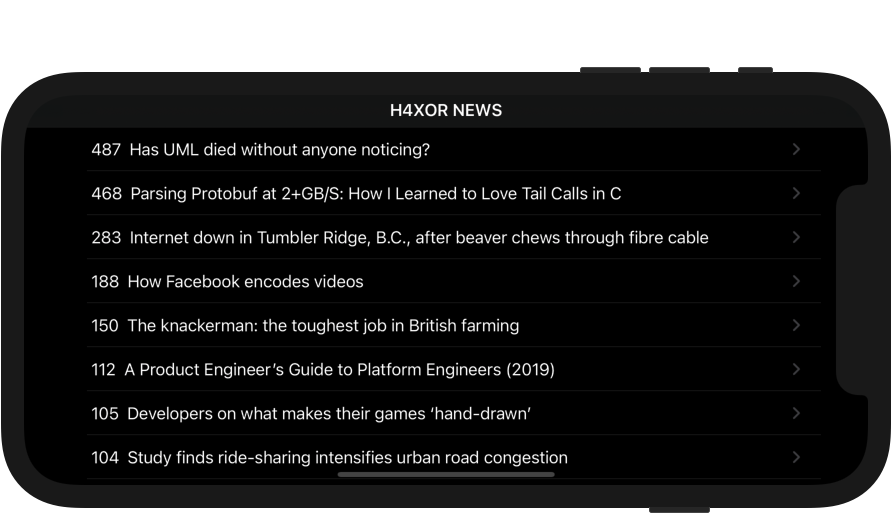 H4XOR NEWS
487 Has UML died without anyone noticing?
468 Parsing Protobuf at 2+GB/S: How I Learned to Love Tail Calls in C
283 Internet down in Tumbler Ridge, B.C., after beaver chews through fibre cable
188 How Facebook encodes videos
150 The knackerman: the toughest job in British farming
112 A Product Engineer’s Guide to Platform Engineers (2019)
105 Developers on what makes their games ‘hand-drawn’
104 Study finds ride-sharing intensifies urban road congestion